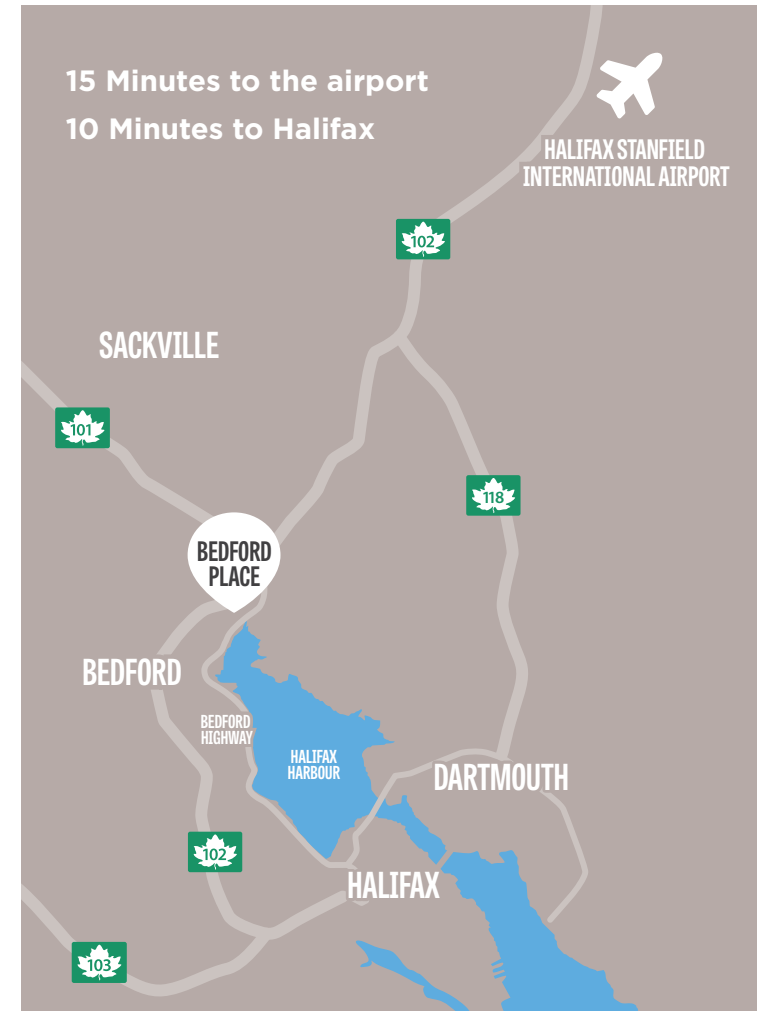 15 Minutes to the airport
10 Minutes to Halifax
HALIFAX STANFIELD
INTERNATIONAL AIRPORT
102
SACKVILLE
101
118
BEDFORD
PLACE
BEDFORD
BEDFORD
HIGHWAY
HALIFAX
HARBOUR
DARTMOUTH
102
HALIFAX
103